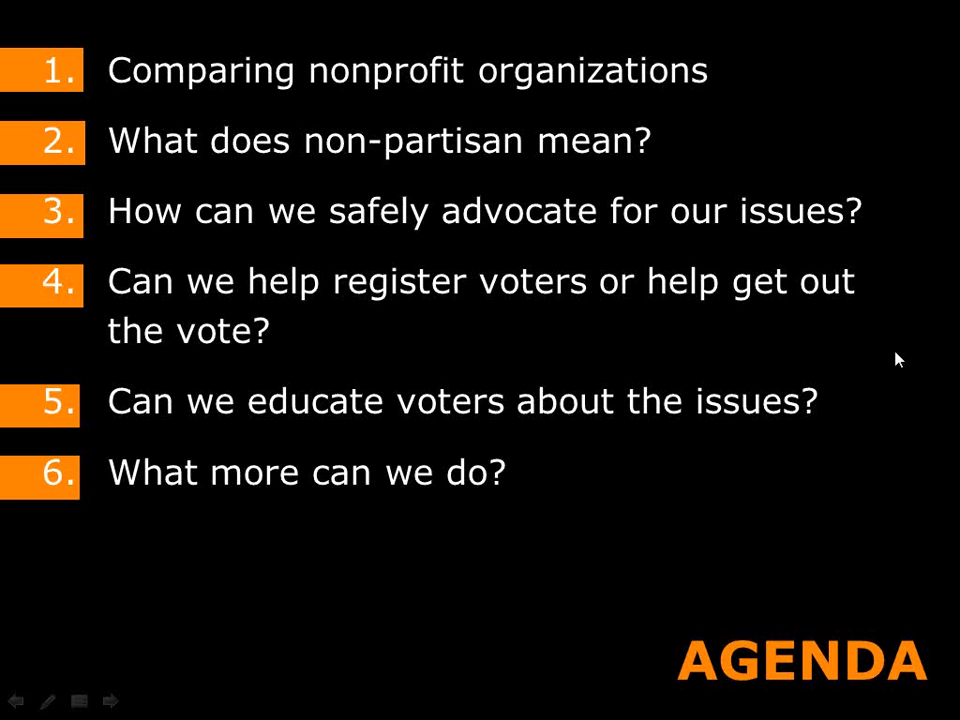 1. Comparing nonprofit organizations
2. What does non-partisan mean?
3. How can we safely advocate for our issues?
4. Can we help register voters or help get out
the vote?
5. Can we educate voters about the issues?
6. What more can we do?
AGENDA